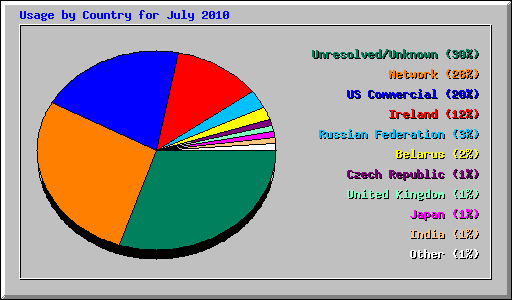 Usage by Country for July 2010
Unresolved/Unknown (30%)
Network (28%)
US Commercial (20%)
Ireland (12%)
Russian Federation (3%)
Belarus (2%)
Czech Republic (1%)
United Kingdom (1%)
Japan (1%)
India (1%)
Other (1%)